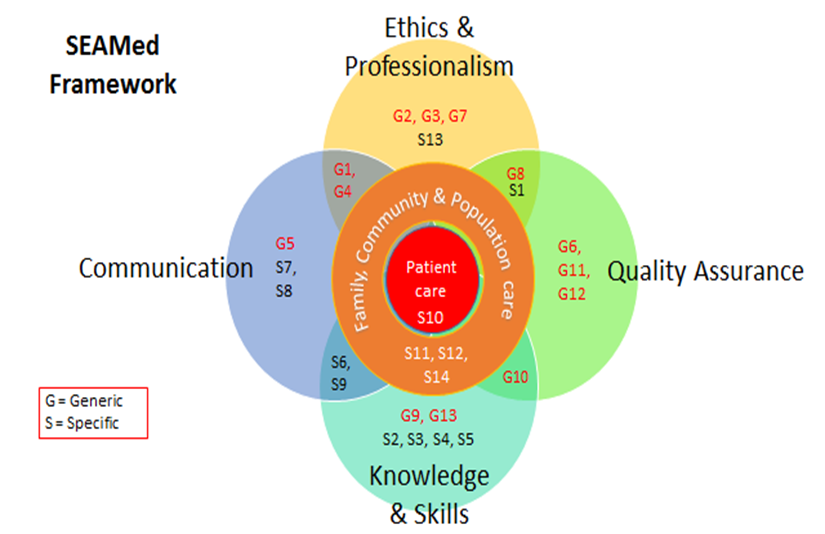 SEAMed
Framework
Ethics &
Professionalism
G2, G3, G7
S13
G1,
G4
G8
S1
Family, Community & Population care
Communication
G5
S7,
S8
Patient
care
S10
G6,
G11,
G12
Quality Assurance
S11, S12,
S14
S6,
S9
G10
G = Generic
S = Specific
G9, G13
S2, S3, S4, S5
Knowledge
& Skills